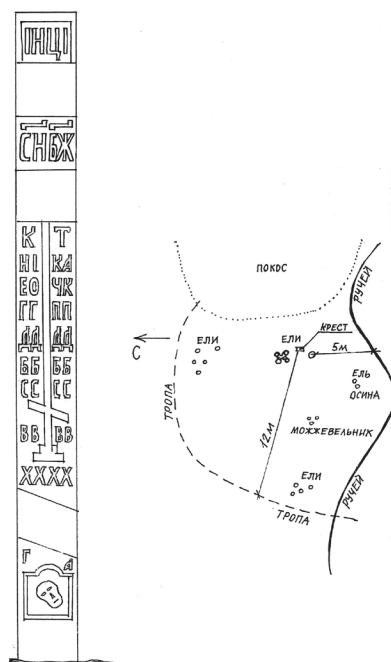 ІНЦІ
СНБЖ
К Т
НІ КА
ЕО ЧК
ГГ ПП
ДД ДД
ББ ББ
СС СС
ВВ ВВ
ХХХХ
Г А
ПОКОС
РУЧЕЙ
С
ЕЛИ
ЕЛИ
КРЕСТ
5М
ЕЛЬ
ОСИНА
ТРОПА
12М
МОЖЖЕВЕЛЬНИК
ЕЛИ
ТРОПА
РУЧЕЙ